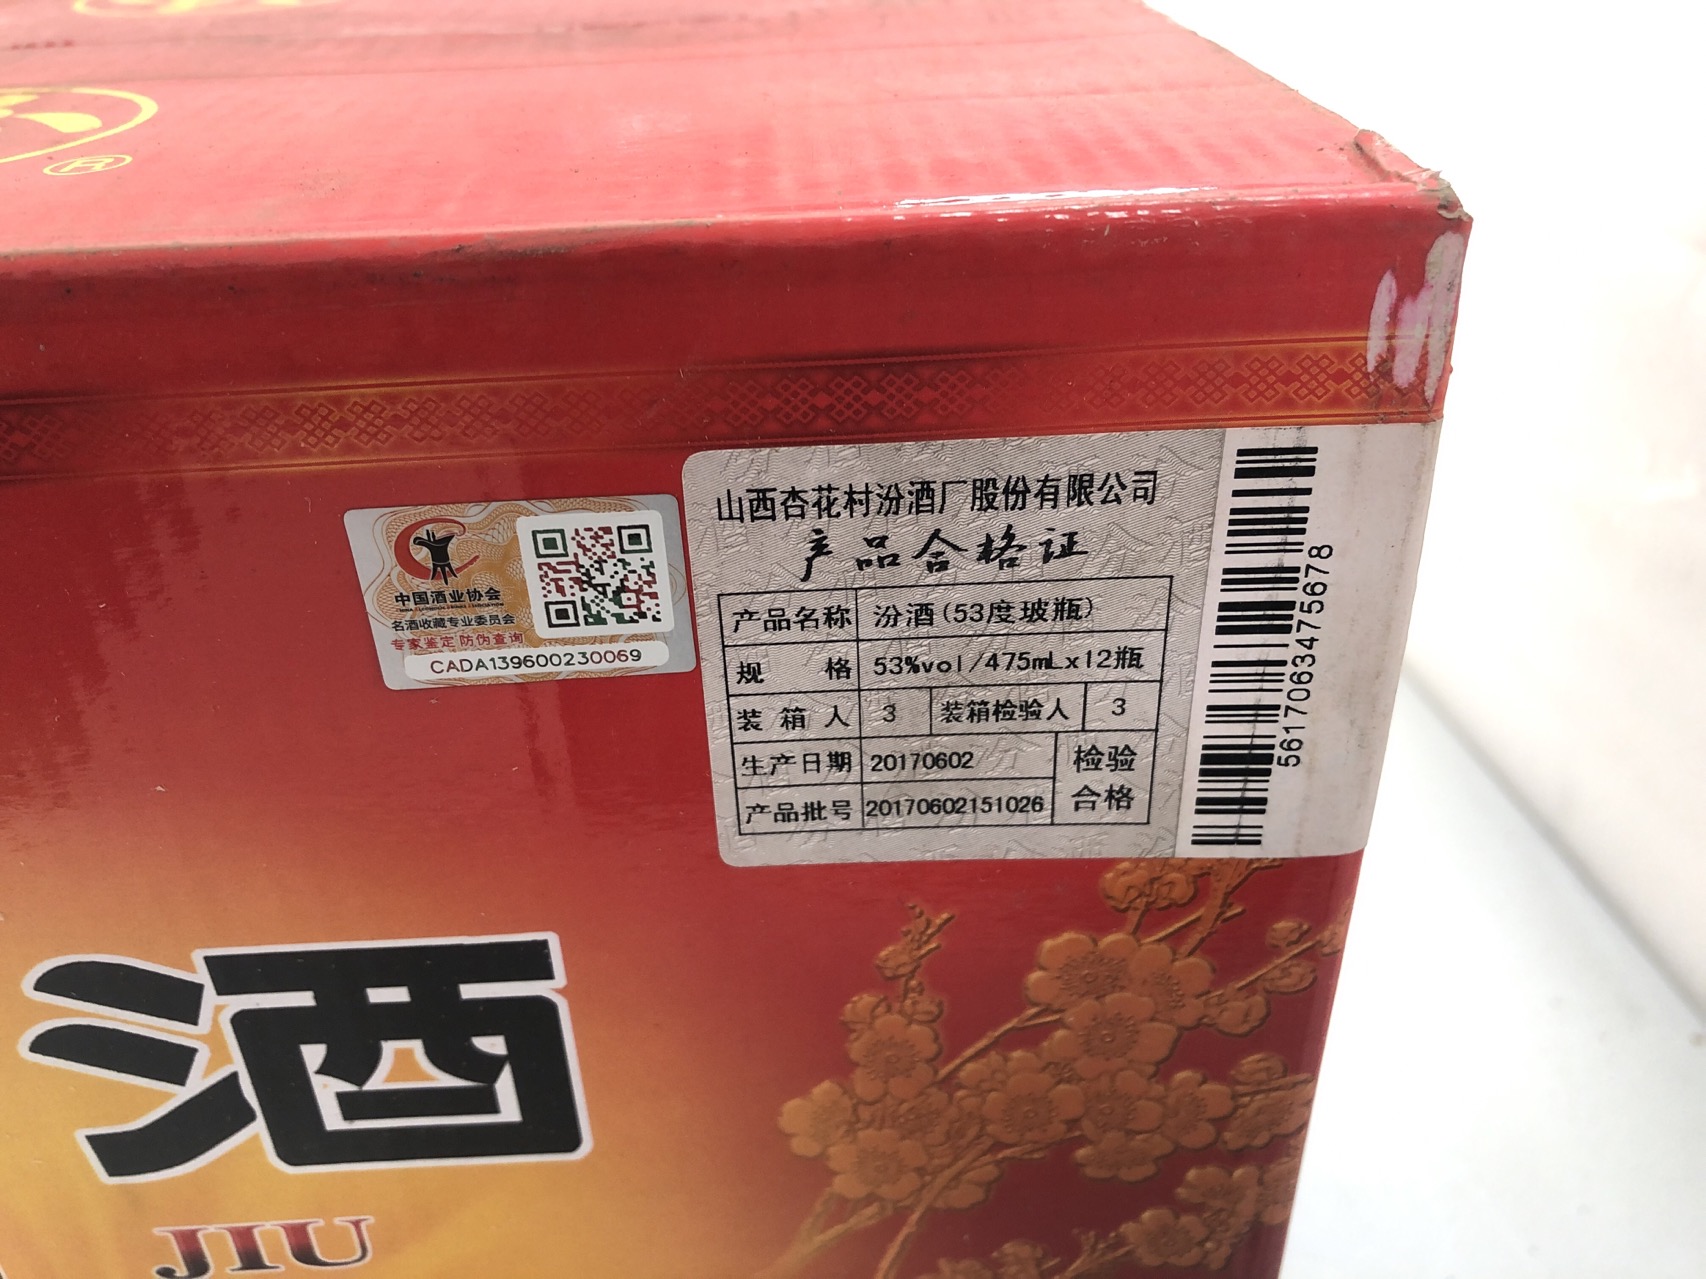 ®
中国酒业协会
名酒收藏专业委员会
专家鉴定 防伪查询
CADA139600230069
山西杏花村汾酒厂股份有限公司
产品合格证
产品名称 汾酒(53度玻瓶)
规格 53%vol/475mLx12瓶
装箱人 3 装箱检验人 3
生产日期 20170602 检验
产品批号 20170602151026 合格
56170634475678
酒
JIU